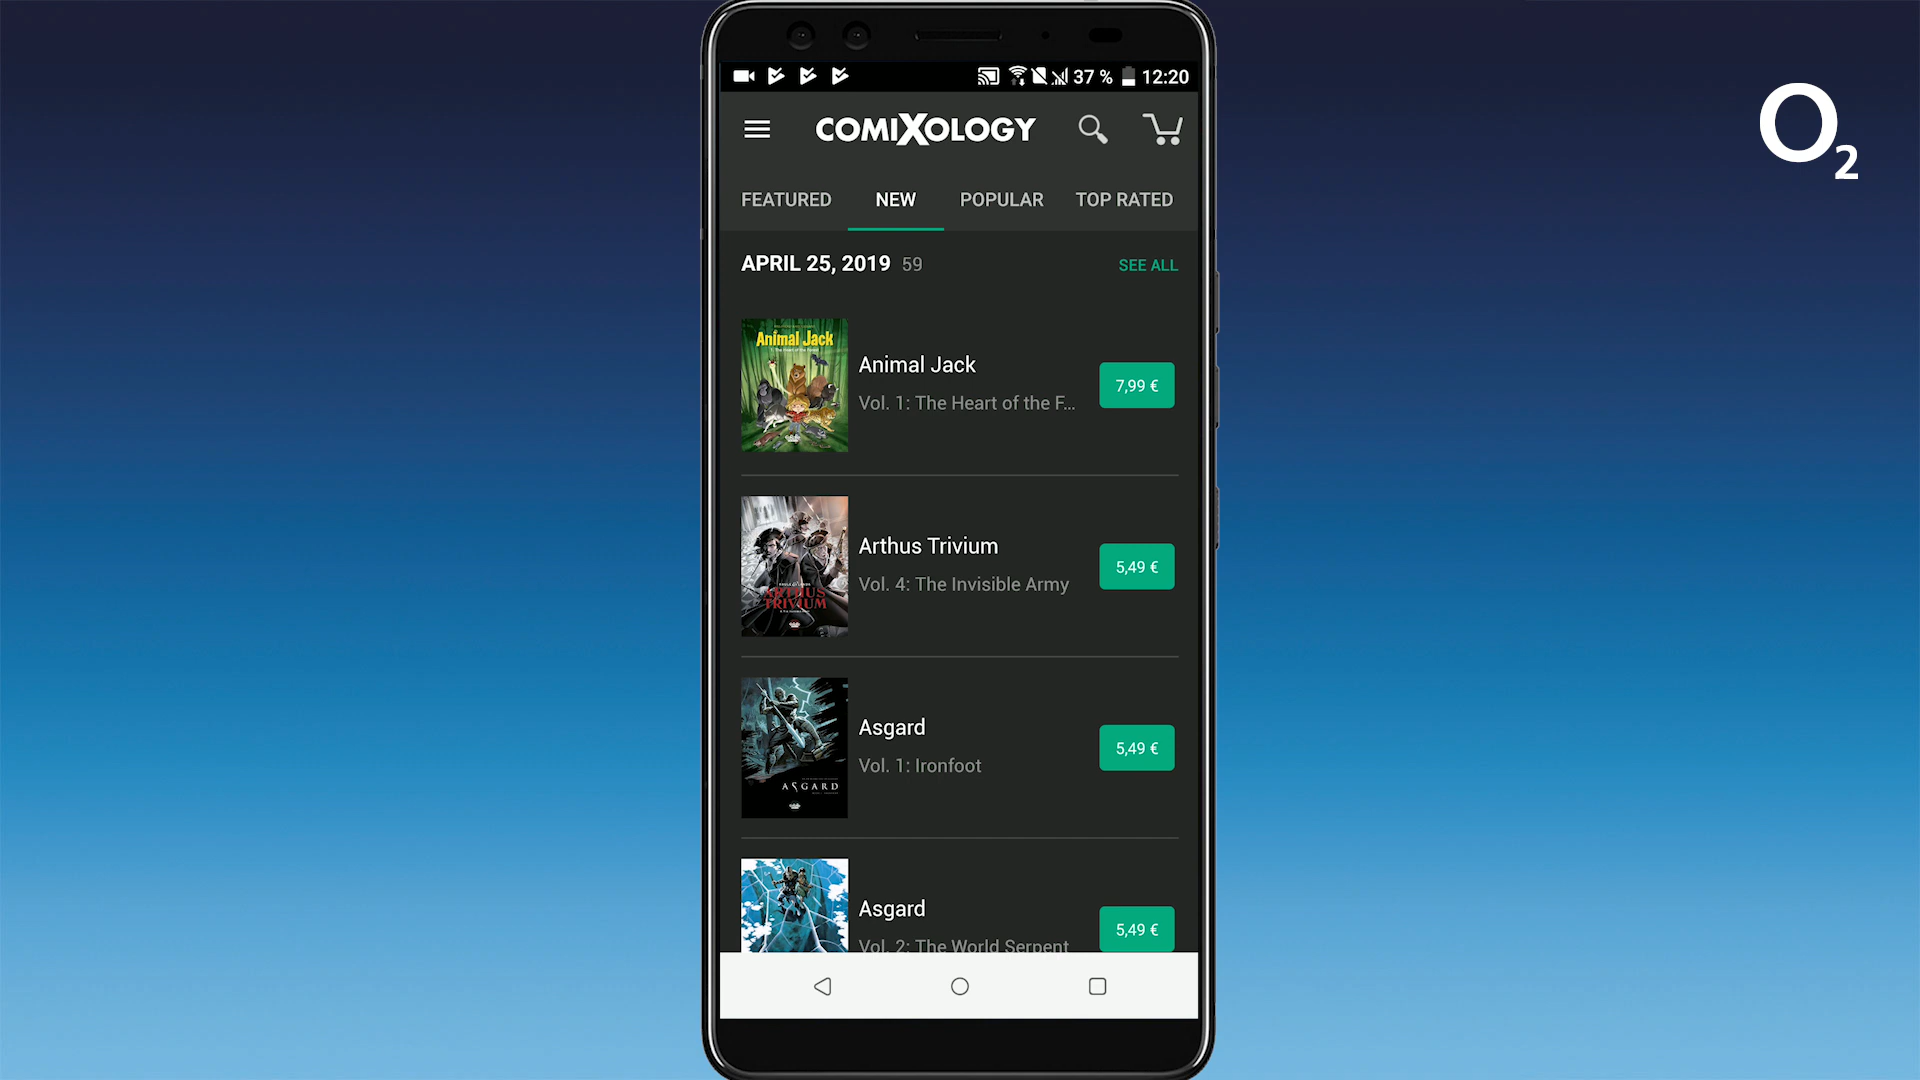 37 % 12:20
O2
COMIXOLOGY
FEATURED NEW POPULAR TOP RATED
APRIL 25, 2019 59 SEE ALL
Animal Jack
Animal Jack
Vol. 1: The Heart of the F...
7,99 €
ARTHUS
TRIVIUM
Arthus Trivium
Vol. 4: The Invisible Army
5,49 €
ASGARD
Asgard
Vol. 1: Ironfoot
5,49 €
Asgard
Vol. 2: The World Serpent
5,49 €